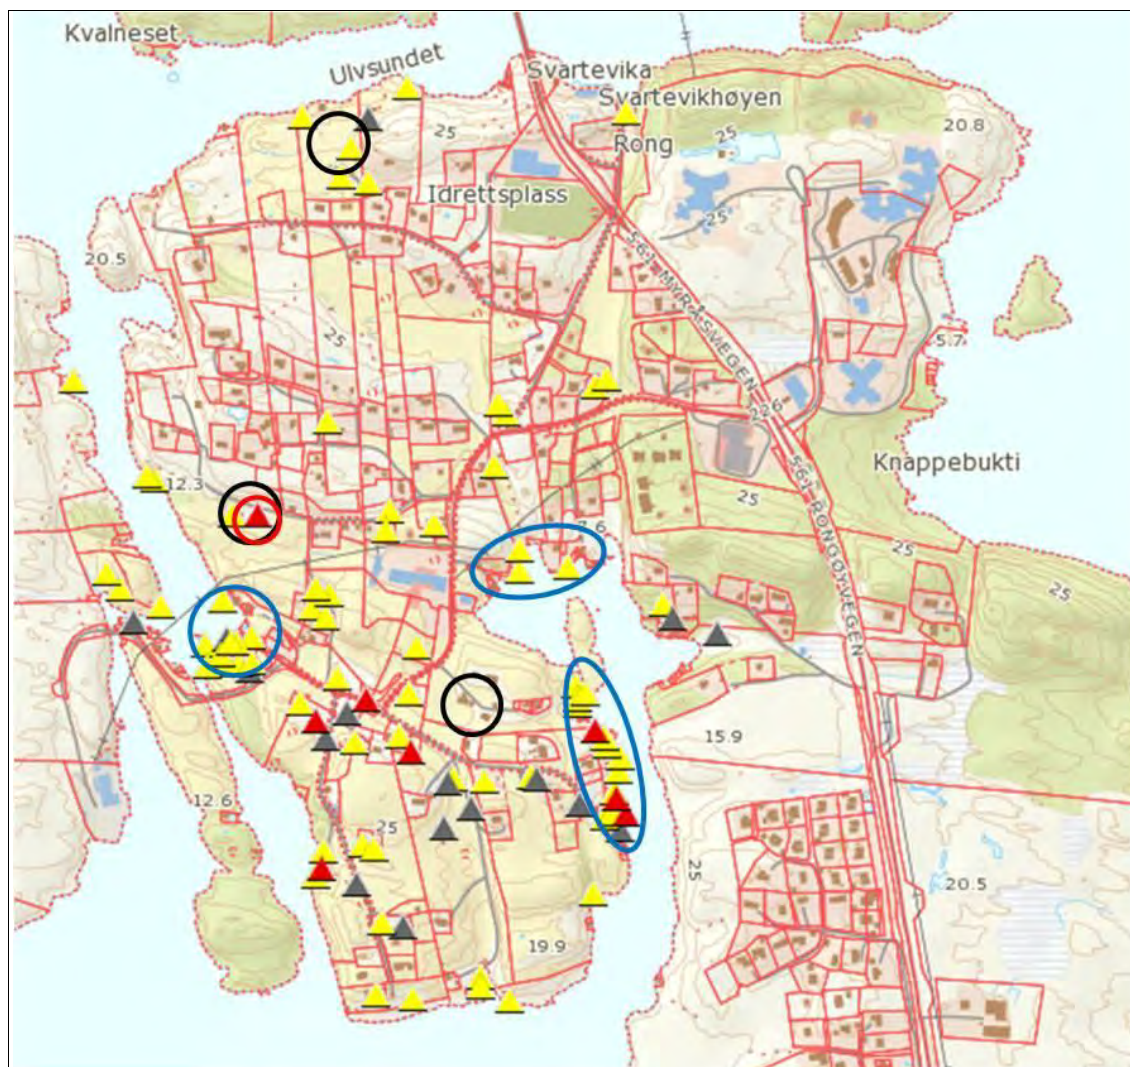 Kvalneset
Ulvsundet
Svartevika
Svartevikhøyen
25
25
20.8
Rong
Idrettsplass
25
20.5
561 MYRÅSVEGEN
5.7
25
226
12.3
Knappebukti
25
7.6
561 RONGØYVEGEN
25
25
15.9
12.6
25
25
20.5
19.9